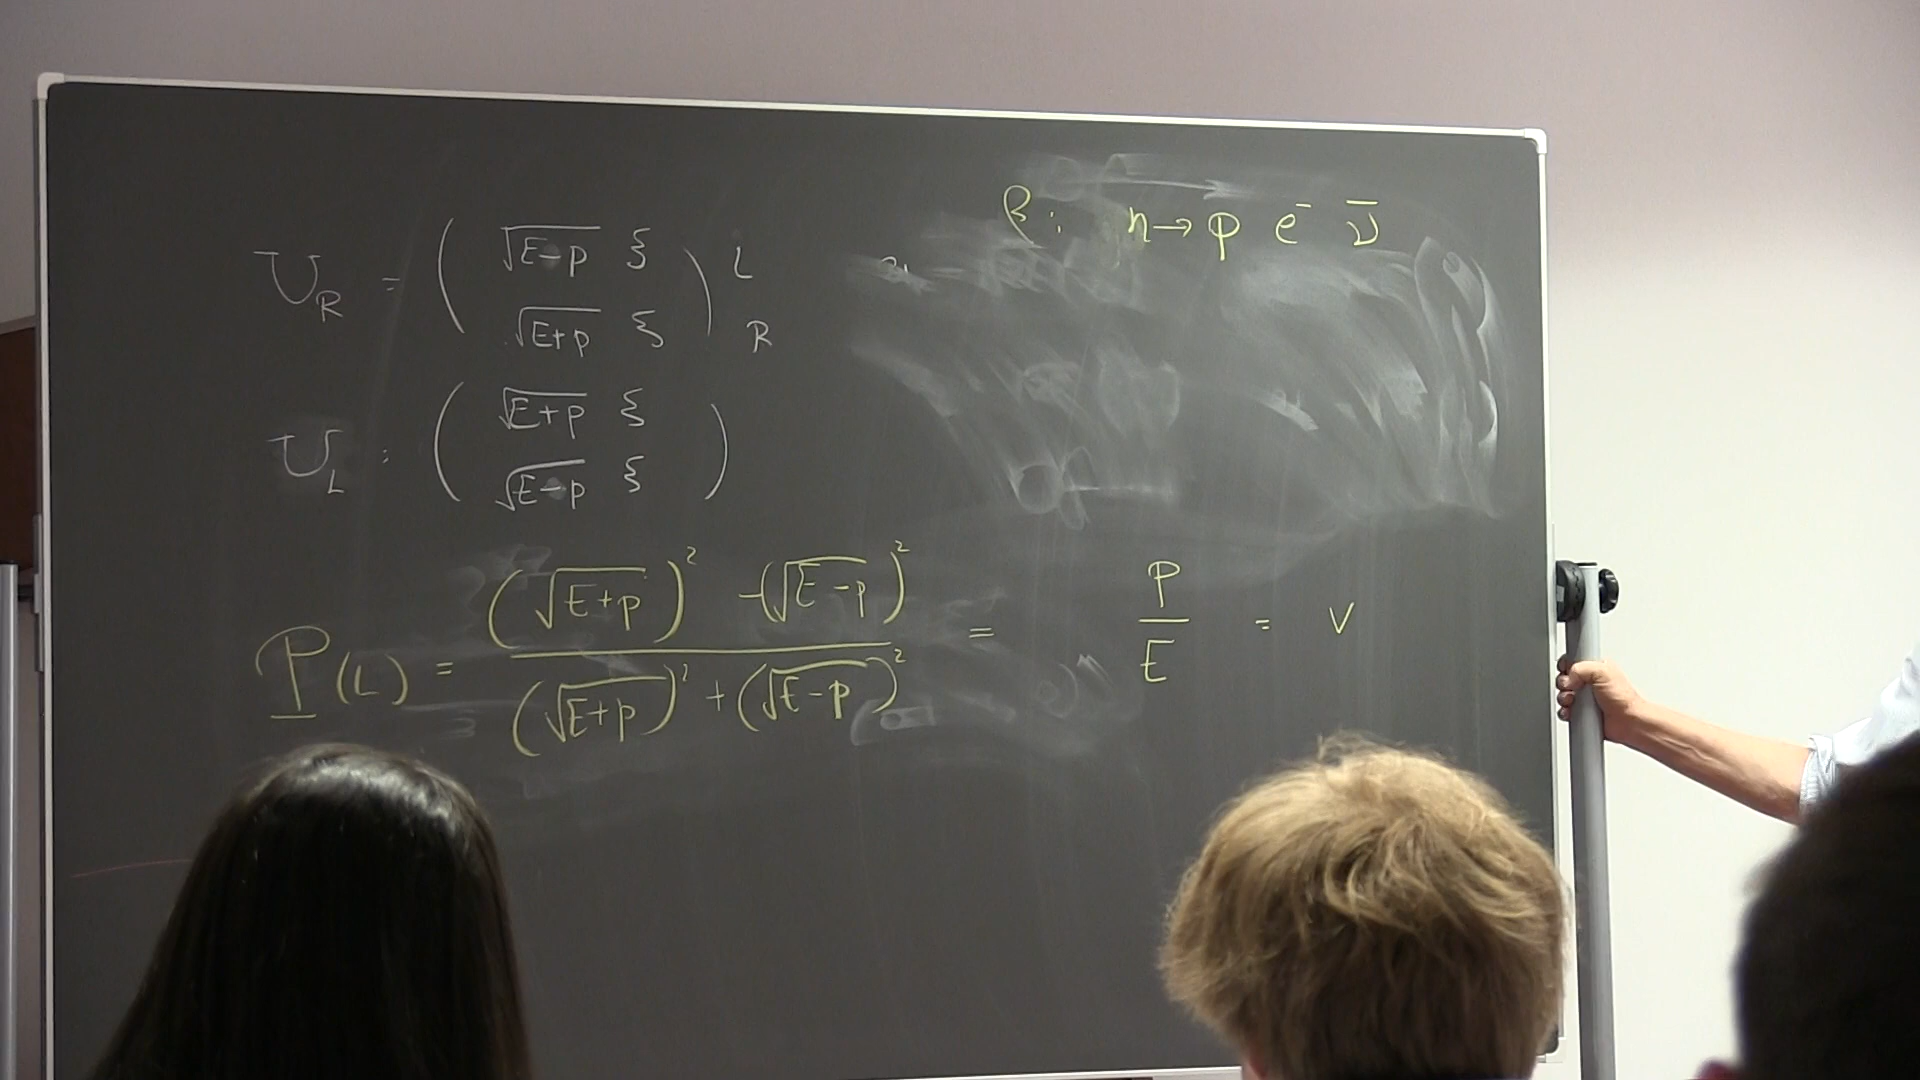 β: n → p e⁻ ν̄
U_R = ( √(E-p) ξ ) L
( √(E+p) ξ ) R
U_L : ( √(E+p) ξ )
( √(E-p) ξ )
P(L) = ((√(E+p))² -(√(E-p))²) / ((√(E+p))² + (√(E-p))²) = p/E = v